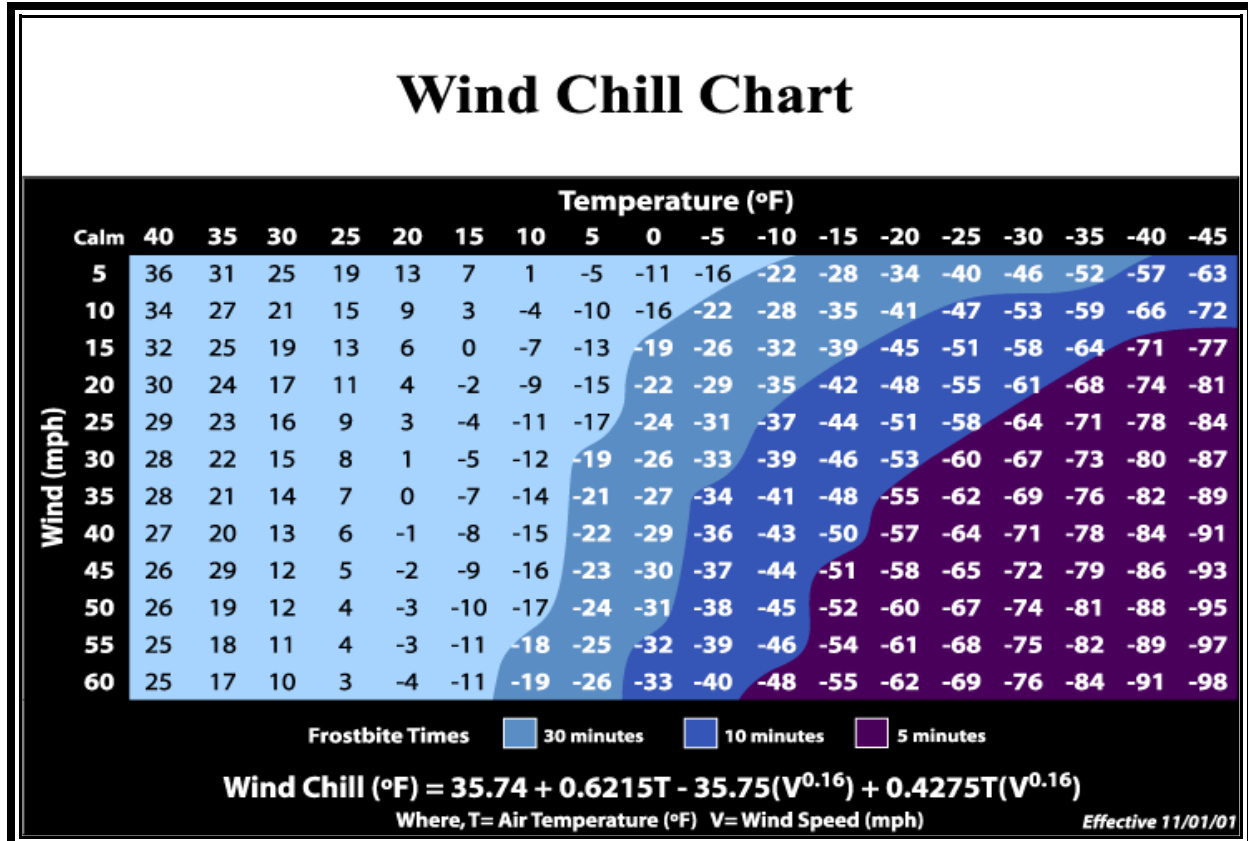 Wind Chill Chart
Temperature (ºF)
Calm 40 35 30 25 20 15 10 5 0 -5 -10 -15 -20 -25 -30 -35 -40 -45
Wind (mph)
5 36 31 25 19 13 7 1 -5 -11 -16 -22 -28 -34 -40 -46 -52 -57 -63
10 34 27 21 15 9 3 -4 -10 -16 -22 -28 -35 -41 -47 -53 -59 -66 -72
15 32 25 19 13 6 0 -7 -13 -19 -26 -32 -39 -45 -51 -58 -64 -71 -77
20 30 24 17 11 4 -2 -9 -15 -22 -29 -35 -42 -48 -55 -61 -68 -74 -81
25 29 23 16 9 3 -4 -11 -17 -24 -31 -37 -44 -51 -58 -64 -71 -78 -84
30 28 22 15 8 1 -5 -12 -19 -26 -33 -39 -46 -53 -60 -67 -73 -80 -87
35 28 21 14 7 0 -7 -14 -21 -27 -34 -41 -48 -55 -62 -69 -76 -82 -89
40 27 20 13 6 -1 -8 -15 -22 -29 -36 -43 -50 -57 -64 -71 -78 -84 -91
45 26 29 12 5 -2 -9 -16 -23 -30 -37 -44 -51 -58 -65 -72 -79 -86 -93
50 26 19 12 4 -3 -10 -17 -24 -31 -38 -45 -52 -60 -67 -74 -81 -88 -95
55 25 18 11 4 -3 -11 -18 -25 -32 -39 -46 -54 -61 -68 -75 -82 -89 -97
60 25 17 10 3 -4 -11 -19 -26 -33 -40 -48 -55 -62 -69 -76 -84 -91 -98
Frostbite Times 30 minutes 10 minutes 5 minutes
Wind Chill (ºF) = 35.74 + 0.6215T - 35.75(V^0.16) + 0.4275T(V^0.16)
Where, T= Air Temperature (ºF) V= Wind Speed (mph)
Effective 11/01/01